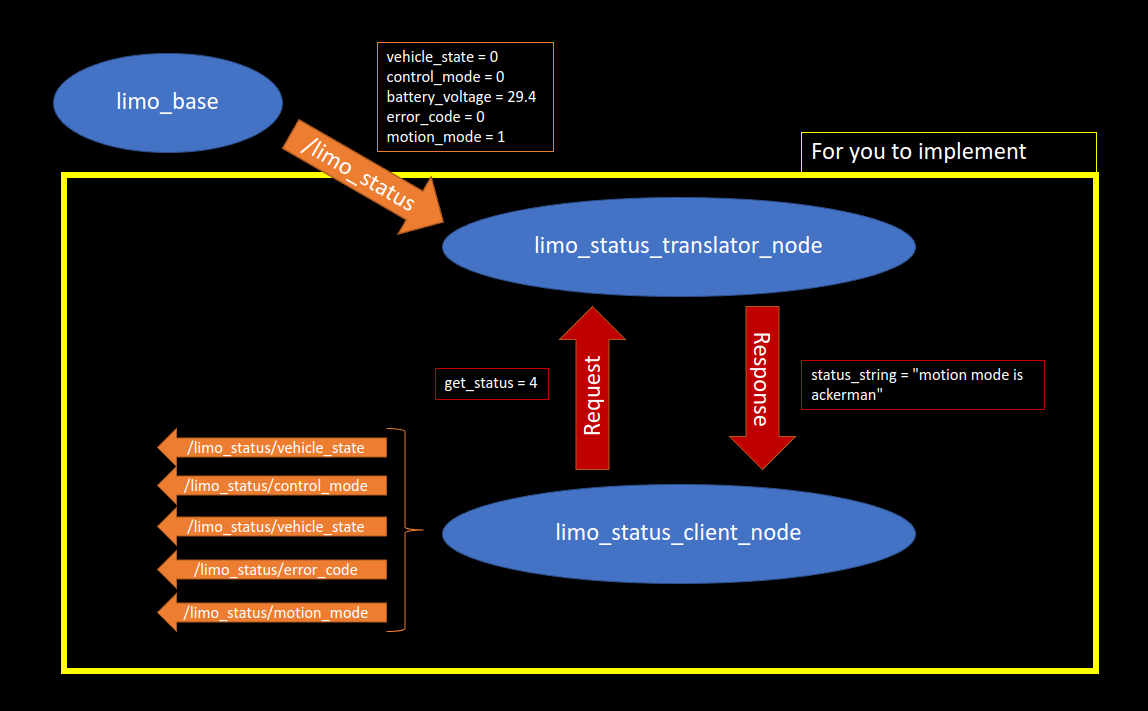 limo_base
vehicle_state = 0
control_mode = 0
battery_voltage = 29.4
error_code = 0
motion_mode = 1
/limo_status
For you to implement
limo_status_translator_node
Request
Response
get_status = 4
status_string = "motion mode is
ackerman"
/limo_status/vehicle_state
/limo_status/control_mode
/limo_status/vehicle_state
/limo_status/error_code
/limo_status/motion_mode
limo_status_client_node